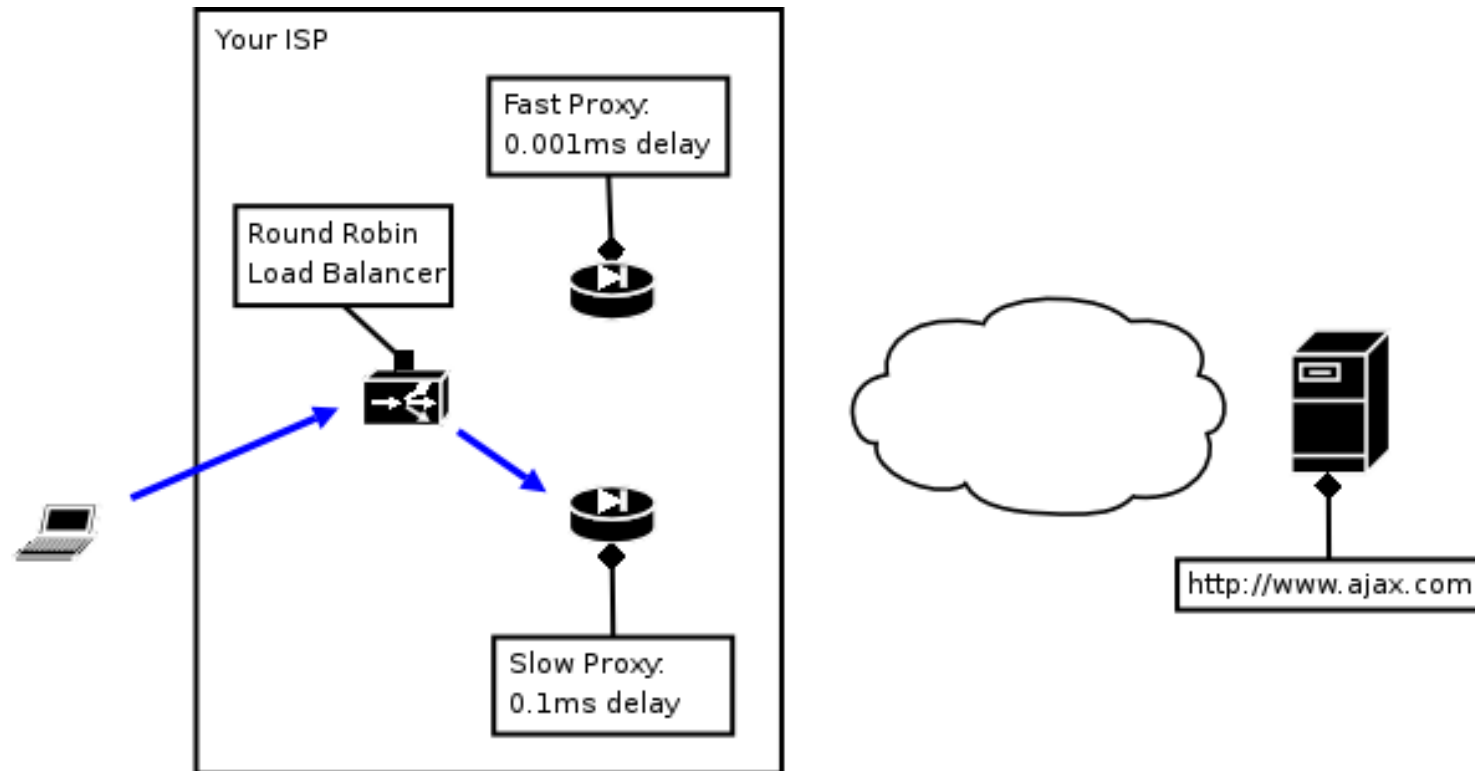 Your ISP
Fast Proxy:
0.001ms delay
Round Robin
Load Balancer
Slow Proxy:
0.1ms delay
http://www.ajax.com